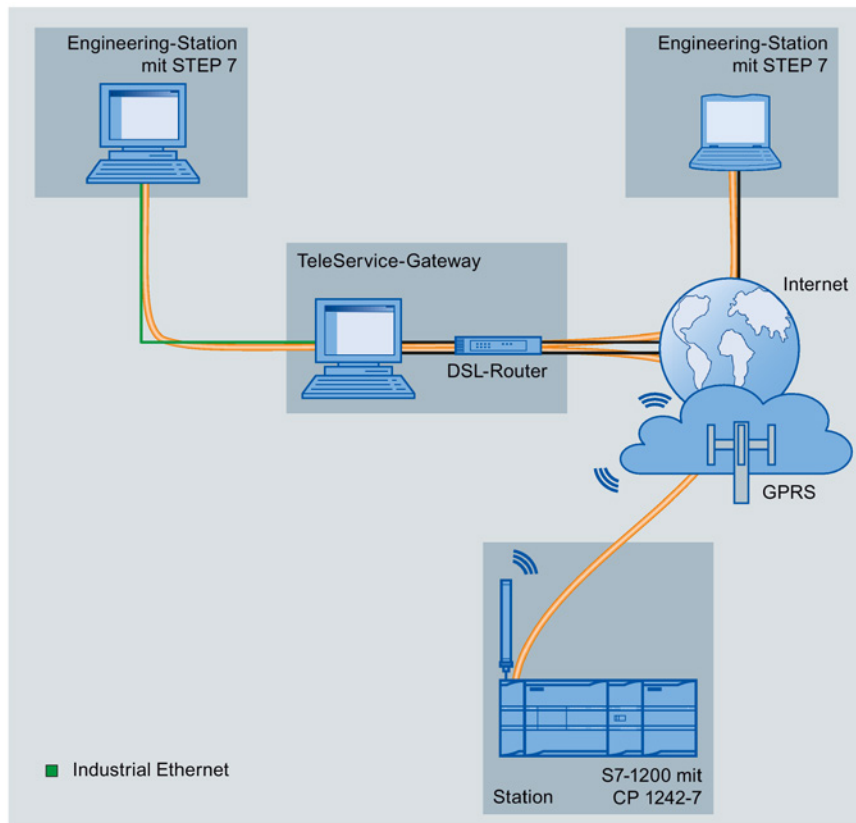 Engineering-Station
mit STEP 7
Engineering-Station
mit STEP 7
TeleService-Gateway
Internet
DSL-Router
GPRS
Industrial Ethernet
Station
S7-1200 mit
CP 1242-7